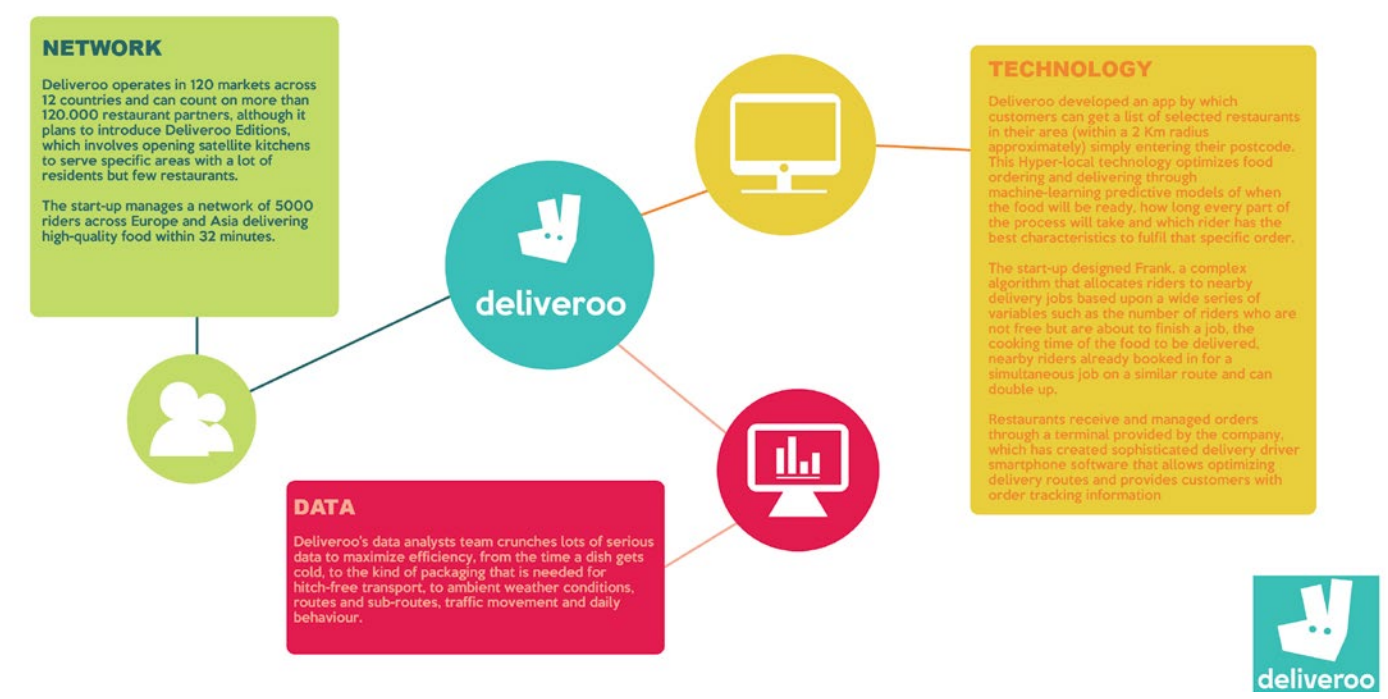 NETWORK
Deliveroo operates in 120 markets across
12 countries and can count on more than
120.000 restaurant partners, although it
plans to introduce Deliveroo Editions,
which involves opening satellite kitchens
to serve specific areas with a lot of
residents but few restaurants.
The start-up manages a network of 5000
riders across Europe and Asia delivering
high-quality food within 32 minutes.
deliveroo
TECHNOLOGY
Deliveroo developed an app by which
customers can get a list of selected restaurants
in their area (within a 2 Km radius
approximately) simply entering their postcode.
This Hyper-local technology optimizes food
ordering and delivering through
machine-learning predictive models of when
the food will be ready, how long every part of
the process will take and which rider has the
best characteristics to fulfil that specific order.
The start-up designed Frank, a complex
algorithm that allocates riders to nearby
delivery jobs based upon a wide series of
variables such as the number of riders who are
not free but are about to finish a job, the
cooking time of the food to be delivered,
nearby riders already booked in for a
simultaneous job on a similar route and can
double up.
Restaurants receive and managed orders
through a terminal provided by the company,
which has created sophisticated delivery driver
smartphone software that allows optimizing
delivery routes and provides customers with
order tracking information
DATA
Deliveroo's data analysts team crunches lots of serious
data to maximize efficiency, from the time a dish gets
cold, to the kind of packaging that is needed for
hitch-free transport, to ambient weather conditions,
routes and sub-routes, traffic movement and daily
behaviour.
deliveroo